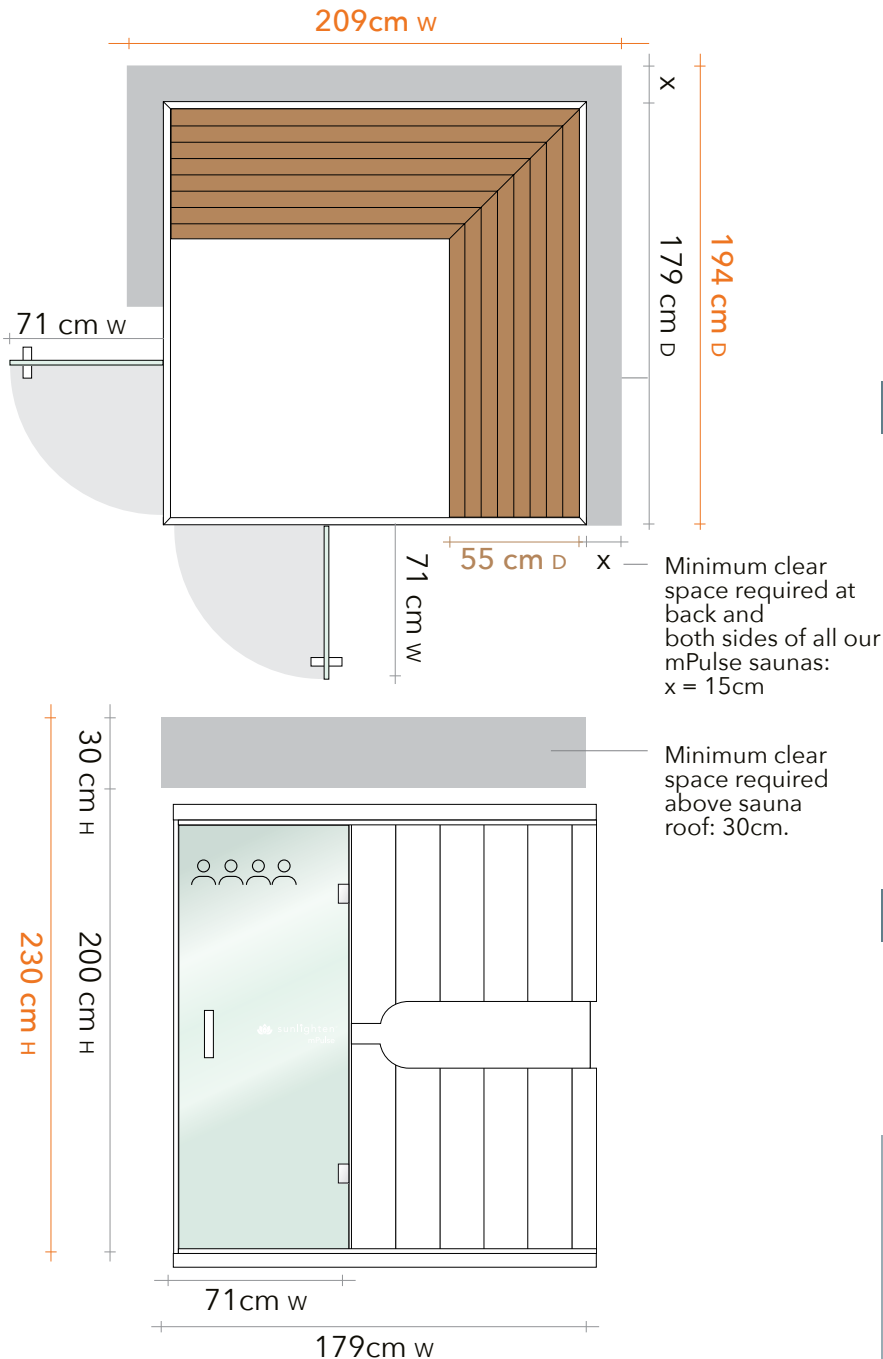 209cm W
x
179 cm D
194 cm D
71 cm W
71 cm W
55 cm D
x
Minimum clear
space required at
back and
both sides of all our
mPulse saunas:
x = 15cm
30 cm H
Minimum clear
space required
above sauna
roof: 30cm.
230 cm H
200 cm H
sunlighten
mPulse
71cm W
179cm W